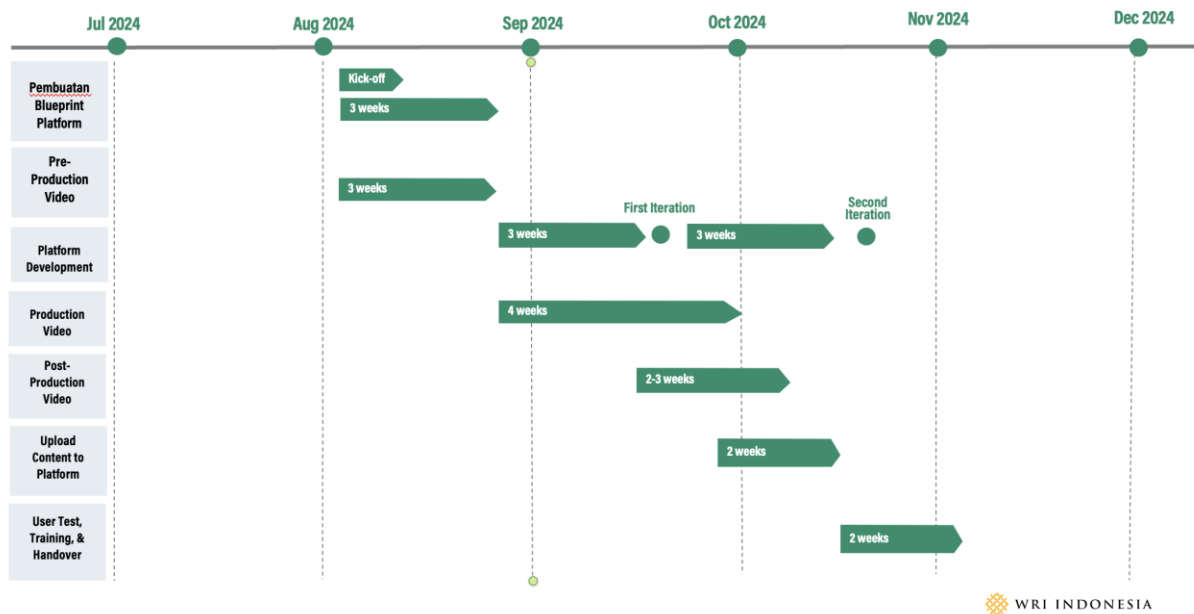 Jul 2024
Aug 2024
Sep 2024
Oct 2024
Nov 2024
Dec 2024
Pembuatan
Blueprint
Platform
Kick-off
3 weeks
Pre-
Production
Video
3 weeks
Platform
Development
3 weeks
First Iteration
3 weeks
Second
Iteration
Production
Video
4 weeks
Post-
Production
Video
2-3 weeks
Upload
Content to
Platform
2 weeks
User Test,
Training, &
Handover
2 weeks
WRI INDONESIA